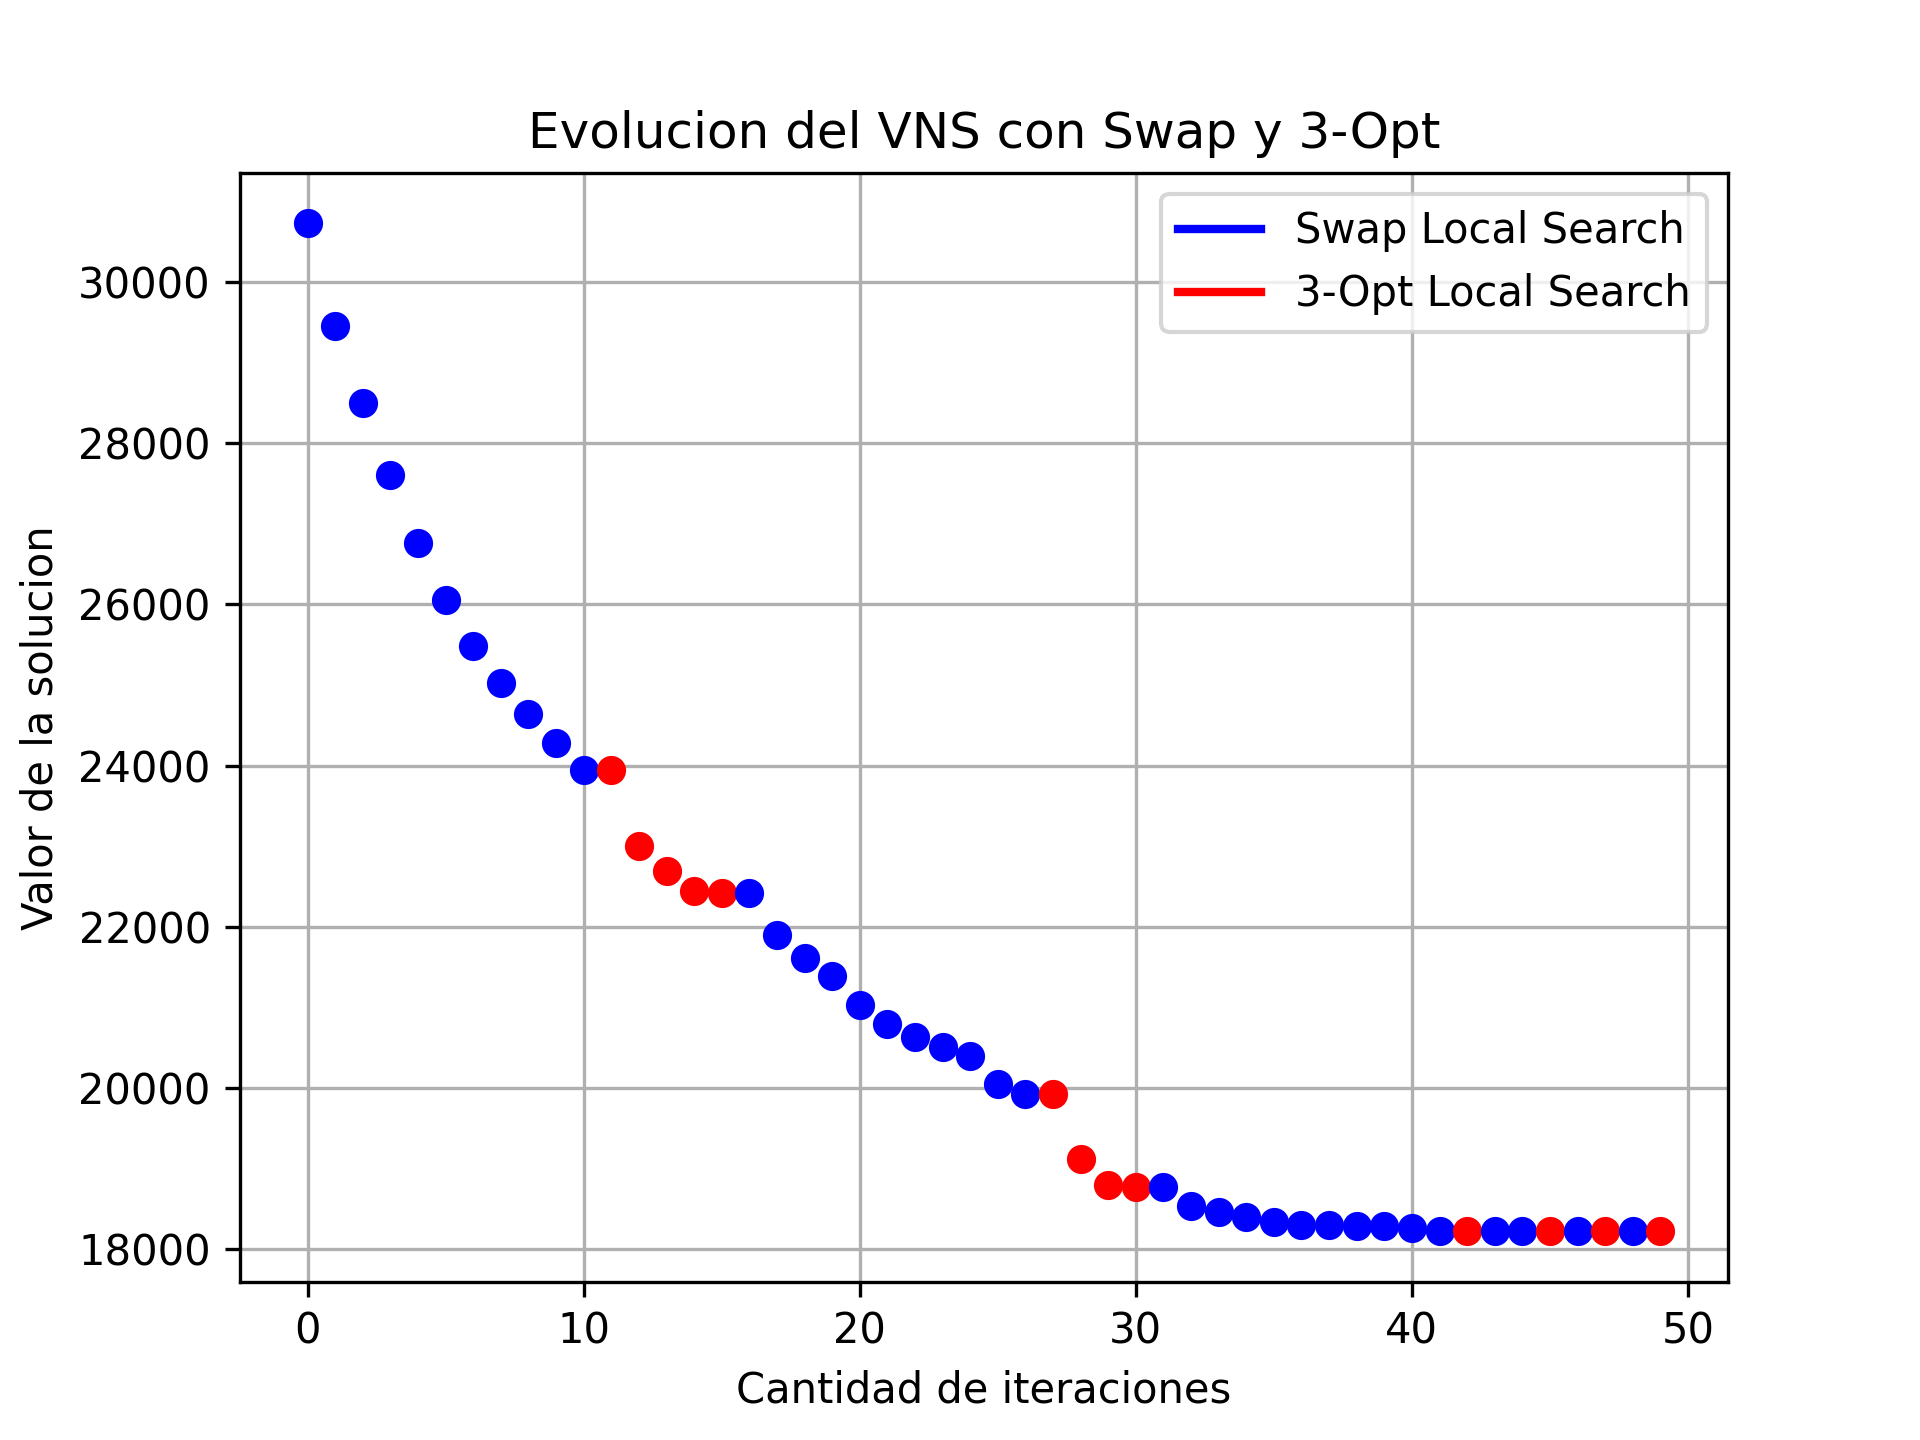 Evolucion del VNS con Swap y 3-Opt
Swap Local Search
3-Opt Local Search
Valor de la solucion
30000
28000
26000
24000
22000
20000
18000
0 10 20 30 40 50
Cantidad de iteraciones